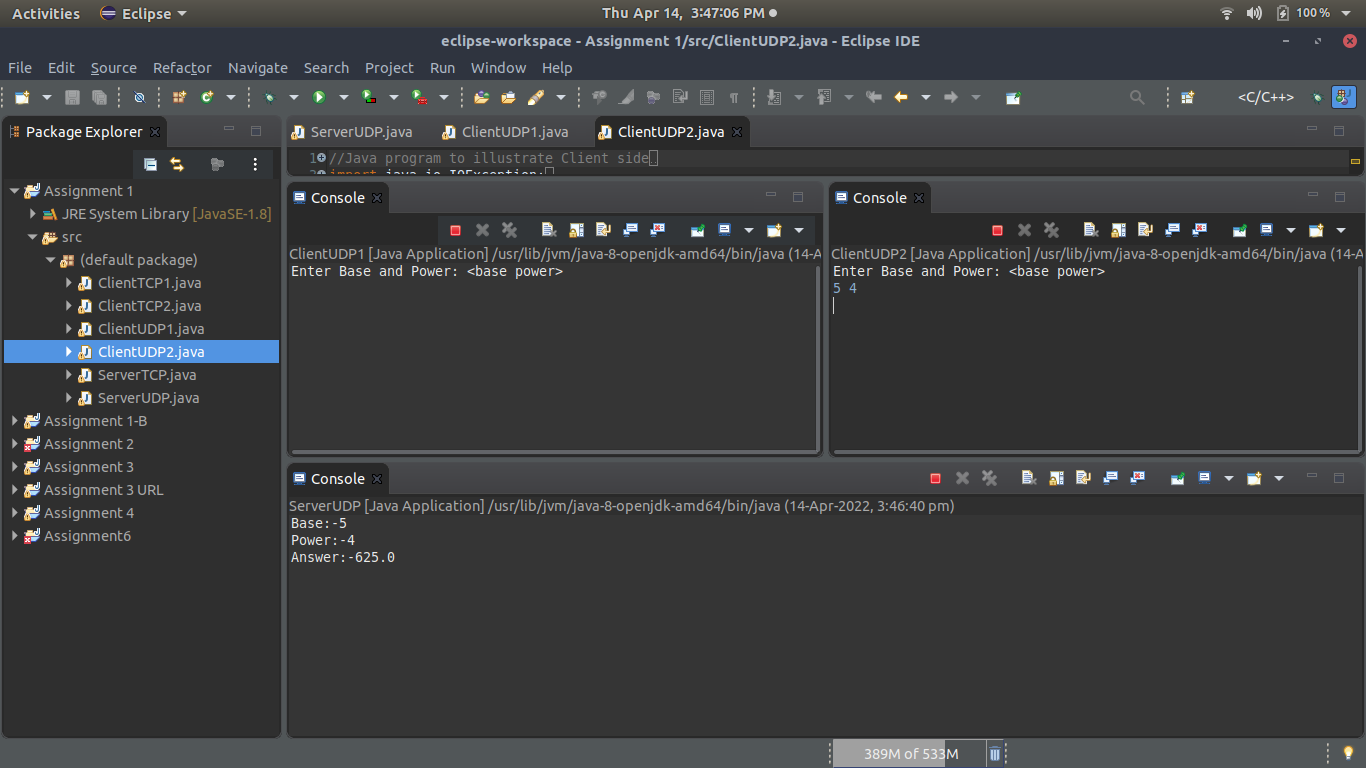 Activities Eclipse Thu Apr 14, 3:47:06 PM 100 %
eclipse-workspace - Assignment 1/src/ClientUDP2.java - Eclipse IDE
File Edit Source Refactor Navigate Search Project Run Window Help
<C/C++>
Package Explorer
Assignment 1
JRE System Library [JavaSE-1.8]
src
(default package)
ClientTCP1.java
ClientTCP2.java
ClientUDP1.java
ClientUDP2.java
ServerTCP.java
ServerUDP.java
Assignment 1-B
Assignment 2
Assignment 3
Assignment 3 URL
Assignment 4
Assignment6
ServerUDP.java ClientUDP1.java ClientUDP2.java
1 //Java program to illustrate Client side
2 import java.io.IOException;
Console
ClientUDP1 [Java Application] /usr/lib/jvm/java-8-openjdk-amd64/bin/java (14-A
Enter Base and Power: <base power>
Console
ClientUDP2 [Java Application] /usr/lib/jvm/java-8-openjdk-amd64/bin/java (14-A
Enter Base and Power: <base power>
5 4
Console
ServerUDP [Java Application] /usr/lib/jvm/java-8-openjdk-amd64/bin/java (14-Apr-2022, 3:46:40 pm)
Base:-5
Power:-4
Answer:-625.0
389M of 533M